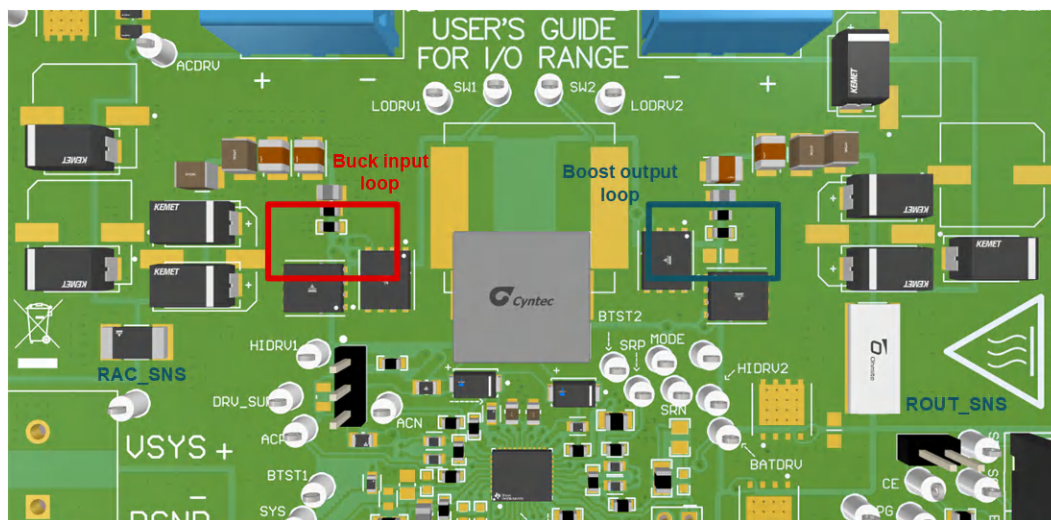 USER'S GUIDE
FOR I/O RANGE
ACDRV
+
−
−
+
SW1
SW2
LODRV1
LODRV2
KEMET
Buck input
loop
Boost output
loop
KEMET
KEMET
KEMET
KEMET
KEMET
KEMET
KEMET
Cyntec
BTST2
SRP
MODE
HIDRV1
HIDRV2
RAC_SNS
Ohmite
ROUT_SNS
ACN
SRN
VSYS +
BATDRV
BTST1
CE
−
SYS
PG